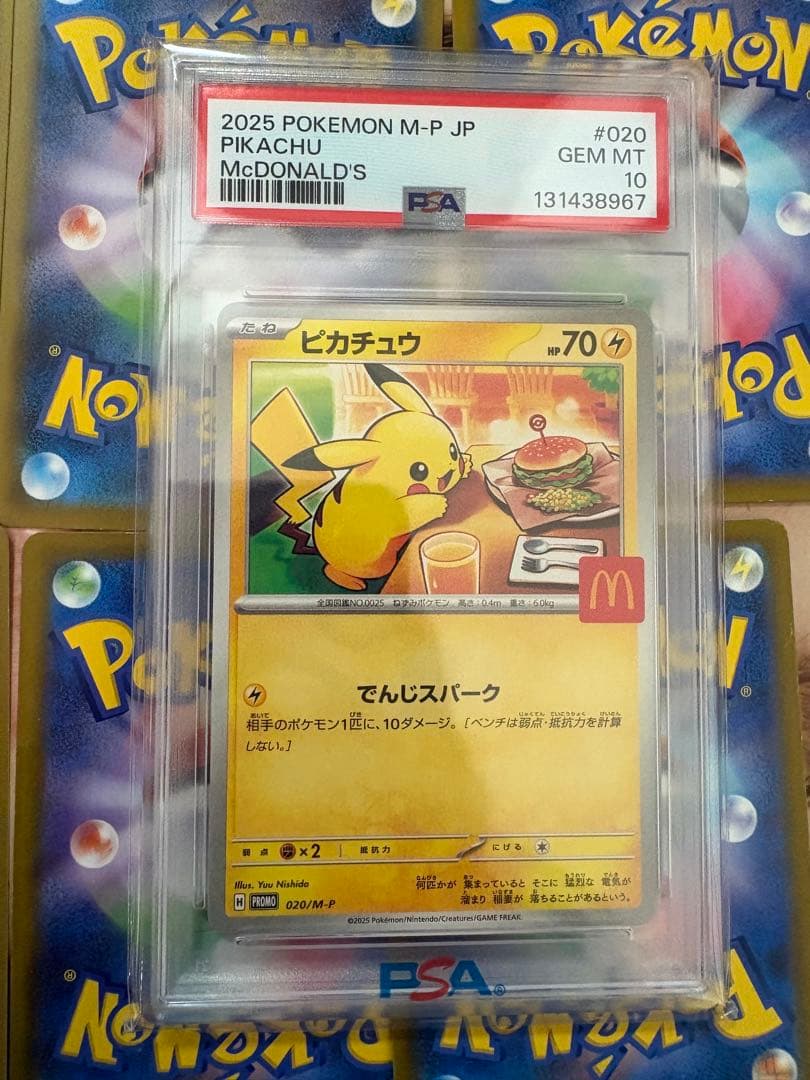 POKÉMON
2025 POKEMON M-P JP
#020
PIKACHU
GEM MT
McDONALD'S
10
131438967
PSA
たね
ピカチュウ
HP70
全国図鑑NO.0025 ねずみポケモン 高さ:0.4m 重さ:6.0kg
M
でんじスパーク
相手のポケモン1匹に、10ダメージ。[ベンチは弱点・抵抗力を計算
しない。]
弱点 ×2 抵抗力 にげる
Illus. Yuu Nishida
何匹かが 集まっていると そこに 猛烈な 電気が
溜まり 稲妻が 落ちることがあるという。
H PROMO 020/M-P
©2025 Pokémon/Nintendo/Creatures/GAME FREAK.
PSA